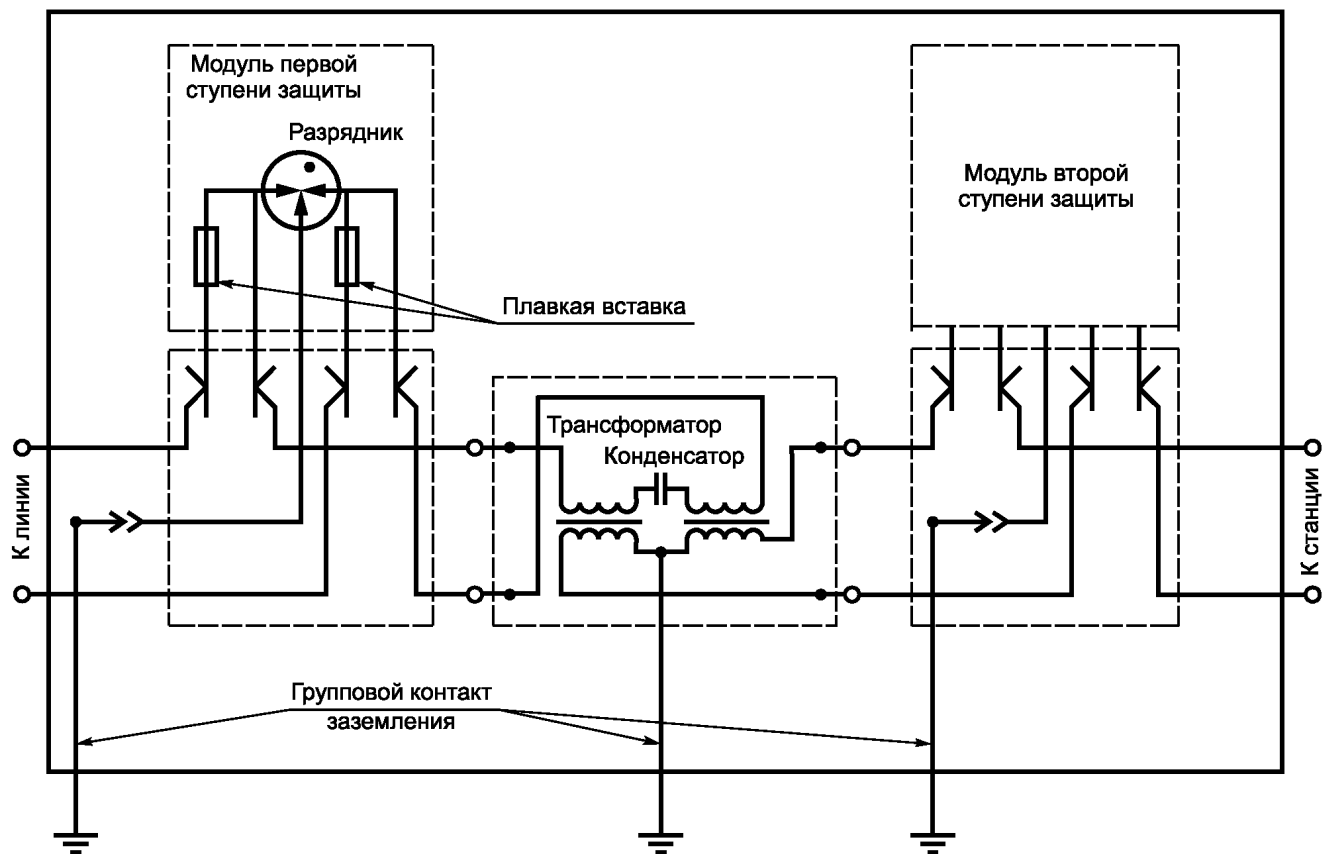 Модуль первой
ступени защиты
Разрядник
Модуль второй
ступени защиты
Плавкая вставка
Трансформатор
Конденсатор
К линии
К станции
Групповой контакт
заземления